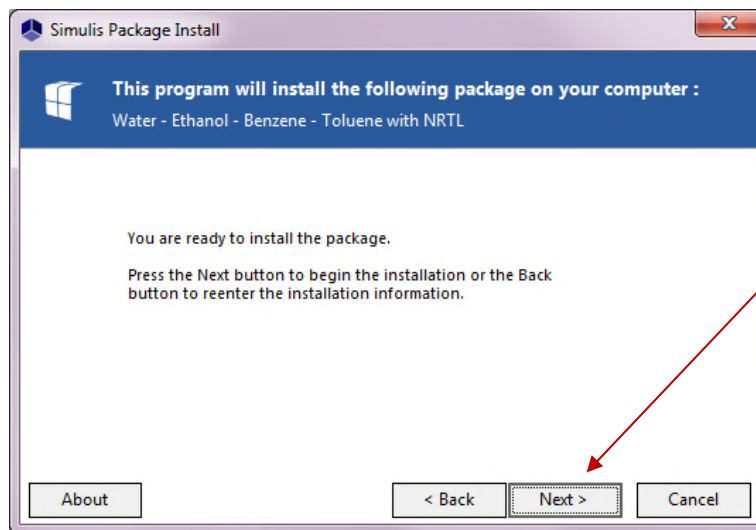 Simulis Package Install
This program will install the following package on your computer :
Water - Ethanol - Benzene - Toluene with NRTL
You are ready to install the package.
Press the Next button to begin the installation or the Back
button to reenter the installation information.
About
< Back
Next >
Cancel